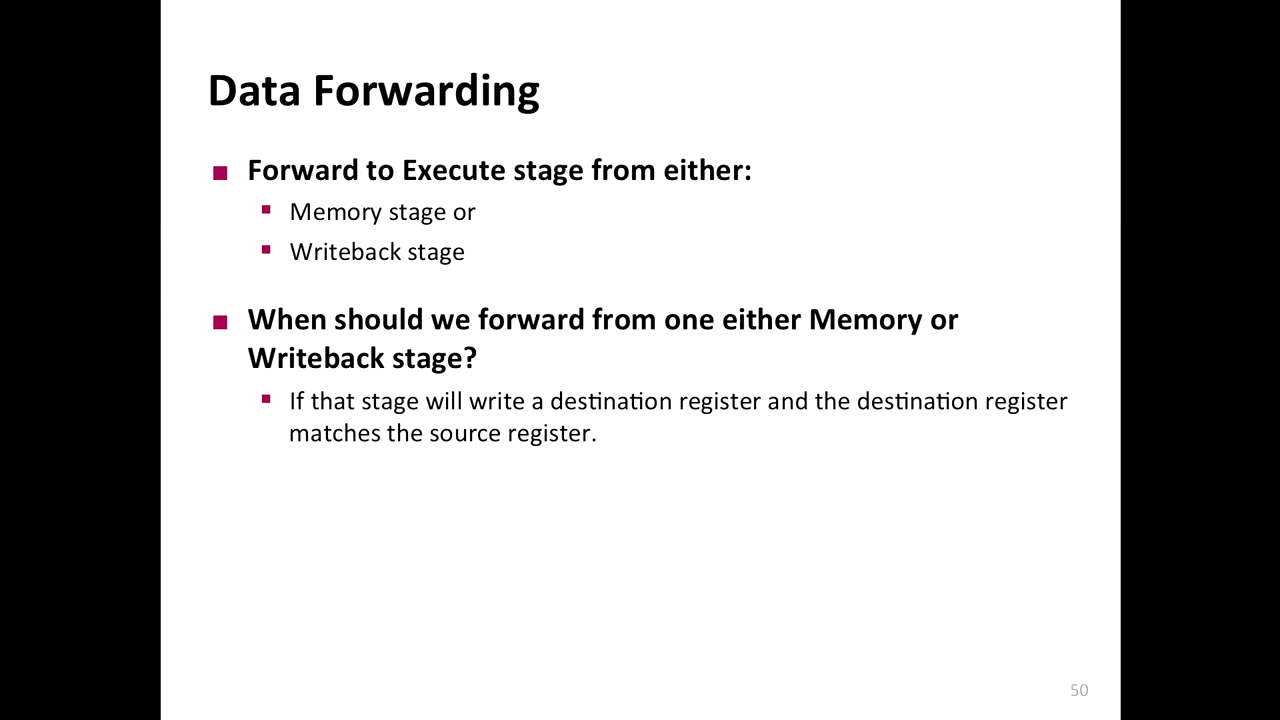 Data Forwarding
Forward to Execute stage from either:
Memory stage or
Writeback stage
When should we forward from one either Memory or
Writeback stage?
If that stage will write a destination register and the destination register
matches the source register.
50